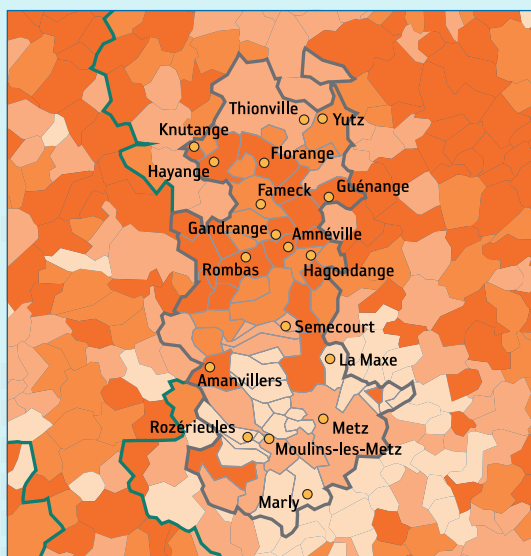 Thionville
Yutz
Knutange
Florange
Hayange
Fameck
Guénange
Gandrange
Amnéville
Rombas
Hagondange
Semecourt
La Maxe
Amanvillers
Rozérieules
Metz
Moulins-les-Metz
Marly